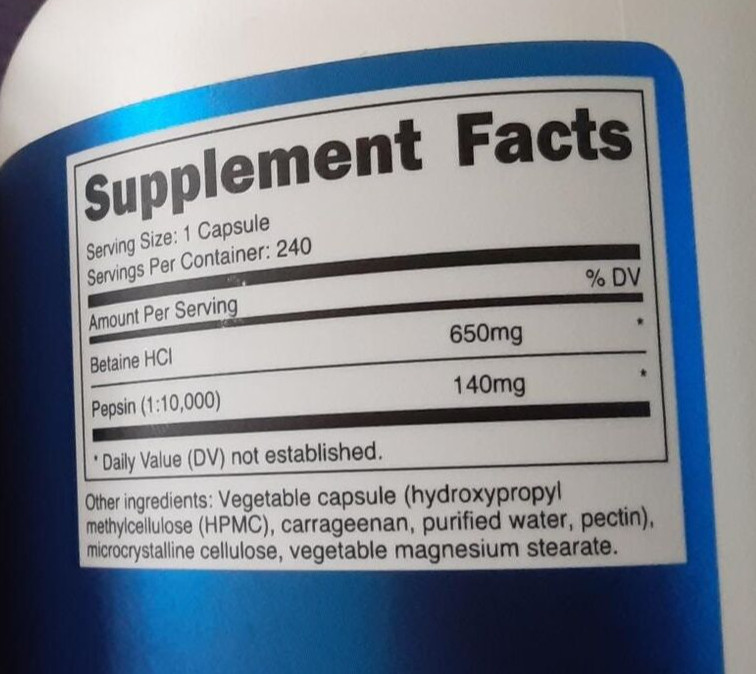 Supplement Facts
Serving Size: 1 Capsule
Servings Per Container: 240
% DV
Amount Per Serving
Betaine HCl 650mg *
Pepsin (1:10,000) 140mg *
* Daily Value (DV) not established.
Other ingredients: Vegetable capsule (hydroxypropyl
methylcellulose (HPMC), carrageenan, purified water, pectin),
microcrystalline cellulose, vegetable magnesium stearate.